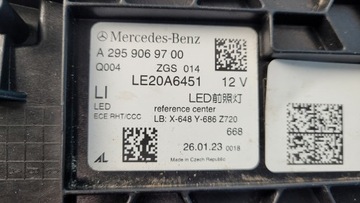 Mercedes-Benz
A 295 906 97 00
Q004 ZGS 014
LE20A6451 12 V
LI LED前照灯
LED
reference center
ECE RHT/CCC
LB: X-648 Y-686 Z720
668
26.01.23 0018
AL
Made in Czech Republic